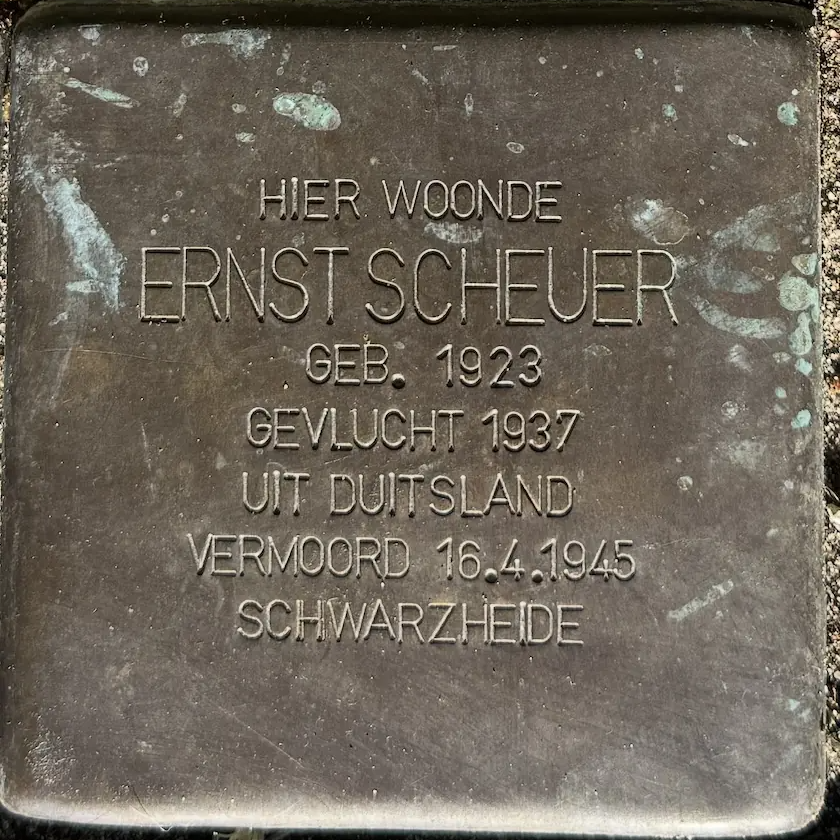 HIER WOONDE
ERNST SCHEUER
GEB. 1923
GEVLUCHT 1937
UIT DUITSLAND
VERMOORD 16.4.1945
SCHWARZHEIDE